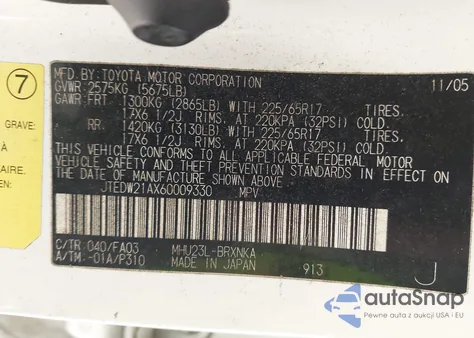 MFD.BY:TOYOTA MOTOR CORPORATION 11/05
GVWR 2575KG (5675LB)
GAWR FRT 1300KG (2865LB) WITH 225/65R17 TIRES.
17X6 1/2J RIMS. AT 220KPA (32PSI) COLD.
RR 1420KG (3130LB) WITH 225/65R17 TIRES.
17X6 1/2J RIMS. AT 220KPA (32PSI) COLD.
THIS VEHICLE CONFORMS TO ALL APPLICABLE FEDERAL MOTOR
VEHICLE SAFETY AND THEFT PREVENTION STANDARDS IN EFFECT ON
THE DATE OF MANUFACTURE SHOWN ABOVE.
JTEDW21AX60009330 MPV
C/TR 040/FA03 MHU23L-BRXNKA
A/TM -01A/P310 MADE IN JAPAN 913 J
7
GRAVE:
À
AIRE.
autoSnap
Pewne auta z ubezpieczalni USA i EU